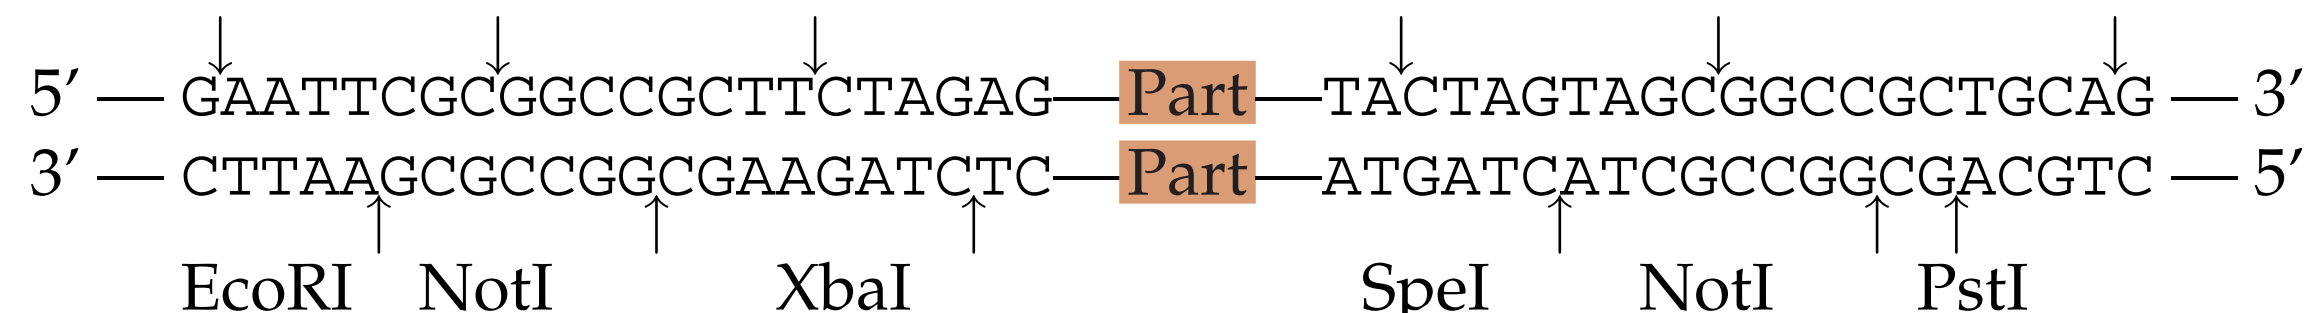 5′ — GAATTCGCGGCCGCTTCTAGAG — Part — TACTAGTAGCGGCCGCTGCAG — 3′
3′ — CTTAAGCGCCGGCGAAGATCTC — Part — ATGATCATCGCCGGCGACGTC — 5′
EcoRI NotI XbaI SpeI NotI PstI